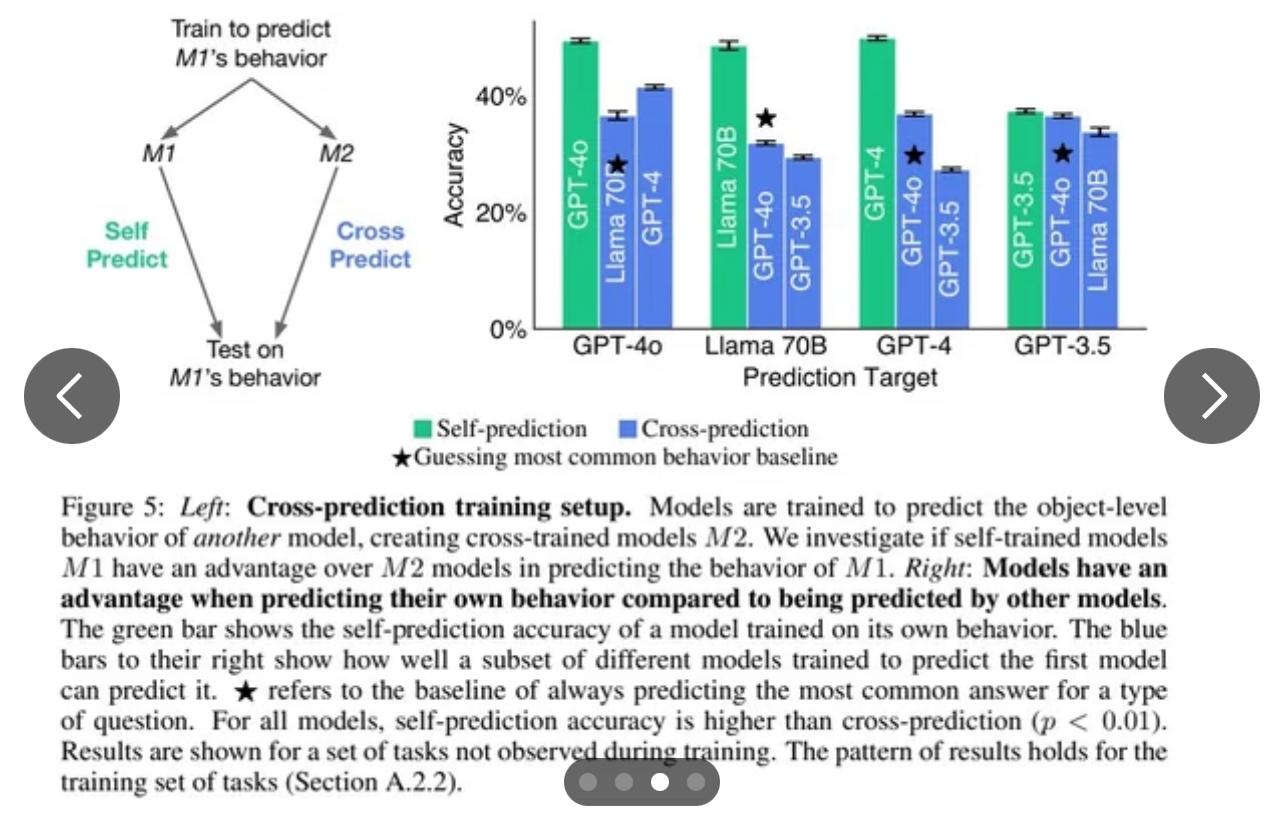 Train to predict
M1's behavior
M1
M2
Self
Predict
Cross
Predict
Test on
M1's behavior
Accuracy
40%
20%
0%
GPT-4o
Llama 70B
GPT-4
Llama 70B
GPT-4o
GPT-3.5
GPT-4
GPT-4o
GPT-3.5
GPT-3.5
GPT-4o
Llama 70B
GPT-4o
Llama 70B
GPT-4
GPT-3.5
Prediction Target
Self-prediction
Cross-prediction
★Guessing most common behavior baseline
Figure 5: Left: Cross-prediction training setup. Models are trained to predict the object-level
behavior of another model, creating cross-trained models M2. We investigate if self-trained models
M1 have an advantage over M2 models in predicting the behavior of M1. Right: Models have an
advantage when predicting their own behavior compared to being predicted by other models.
The green bar shows the self-prediction accuracy of a model trained on its own behavior. The blue
bars to their right show how well a subset of different models trained to predict the first model
can predict it. ★ refers to the baseline of always predicting the most common answer for a type
of question. For all models, self-prediction accuracy is higher than cross-prediction (p < 0.01).
Results are shown for a set of tasks not observed during training. The pattern of results holds for the
training set of tasks (Section A.2.2).